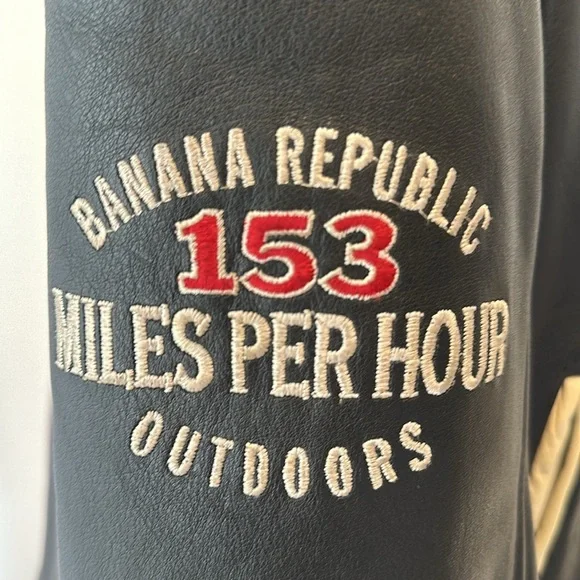 BANANA REPUBLIC
153
MILES PER HOUR
OUTDOORS